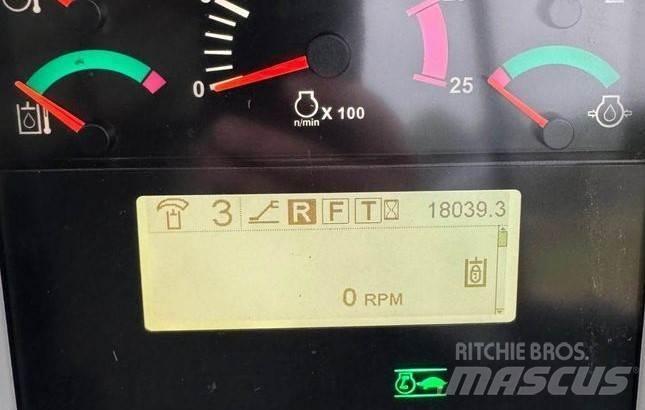 0
25
n/min X 100
3 R F T 18039.3
0 RPM
RITCHIE BROS.
MASCUS